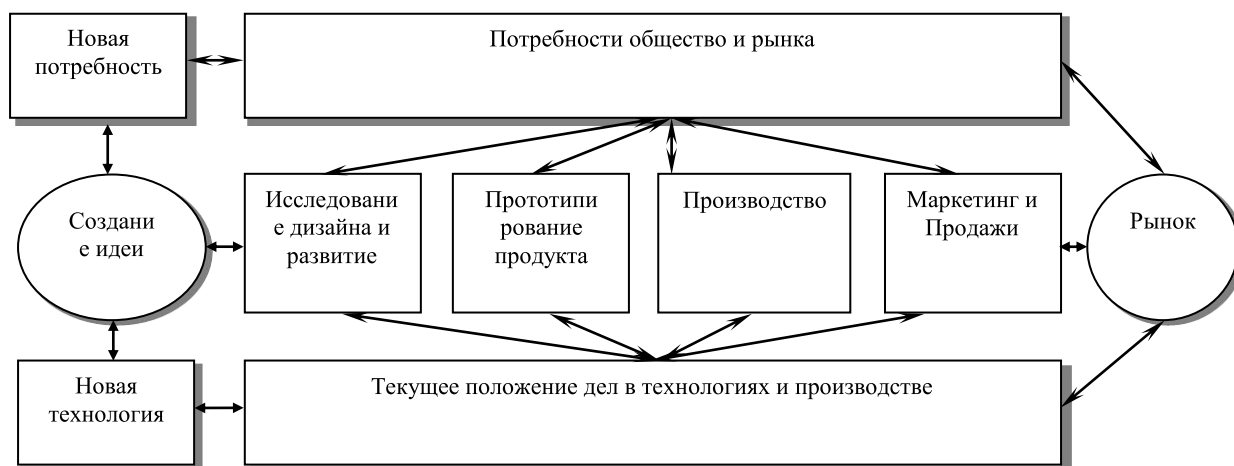 Новая
потребность
Потребности общество и рынка
Создани
е идеи
Исследовани
е дизайна и
развитие
Прототипи
рование
продукта
Производство
Маркетинг и
Продажи
Рынок
Новая
технология
Текущее положение дел в технологиях и производстве